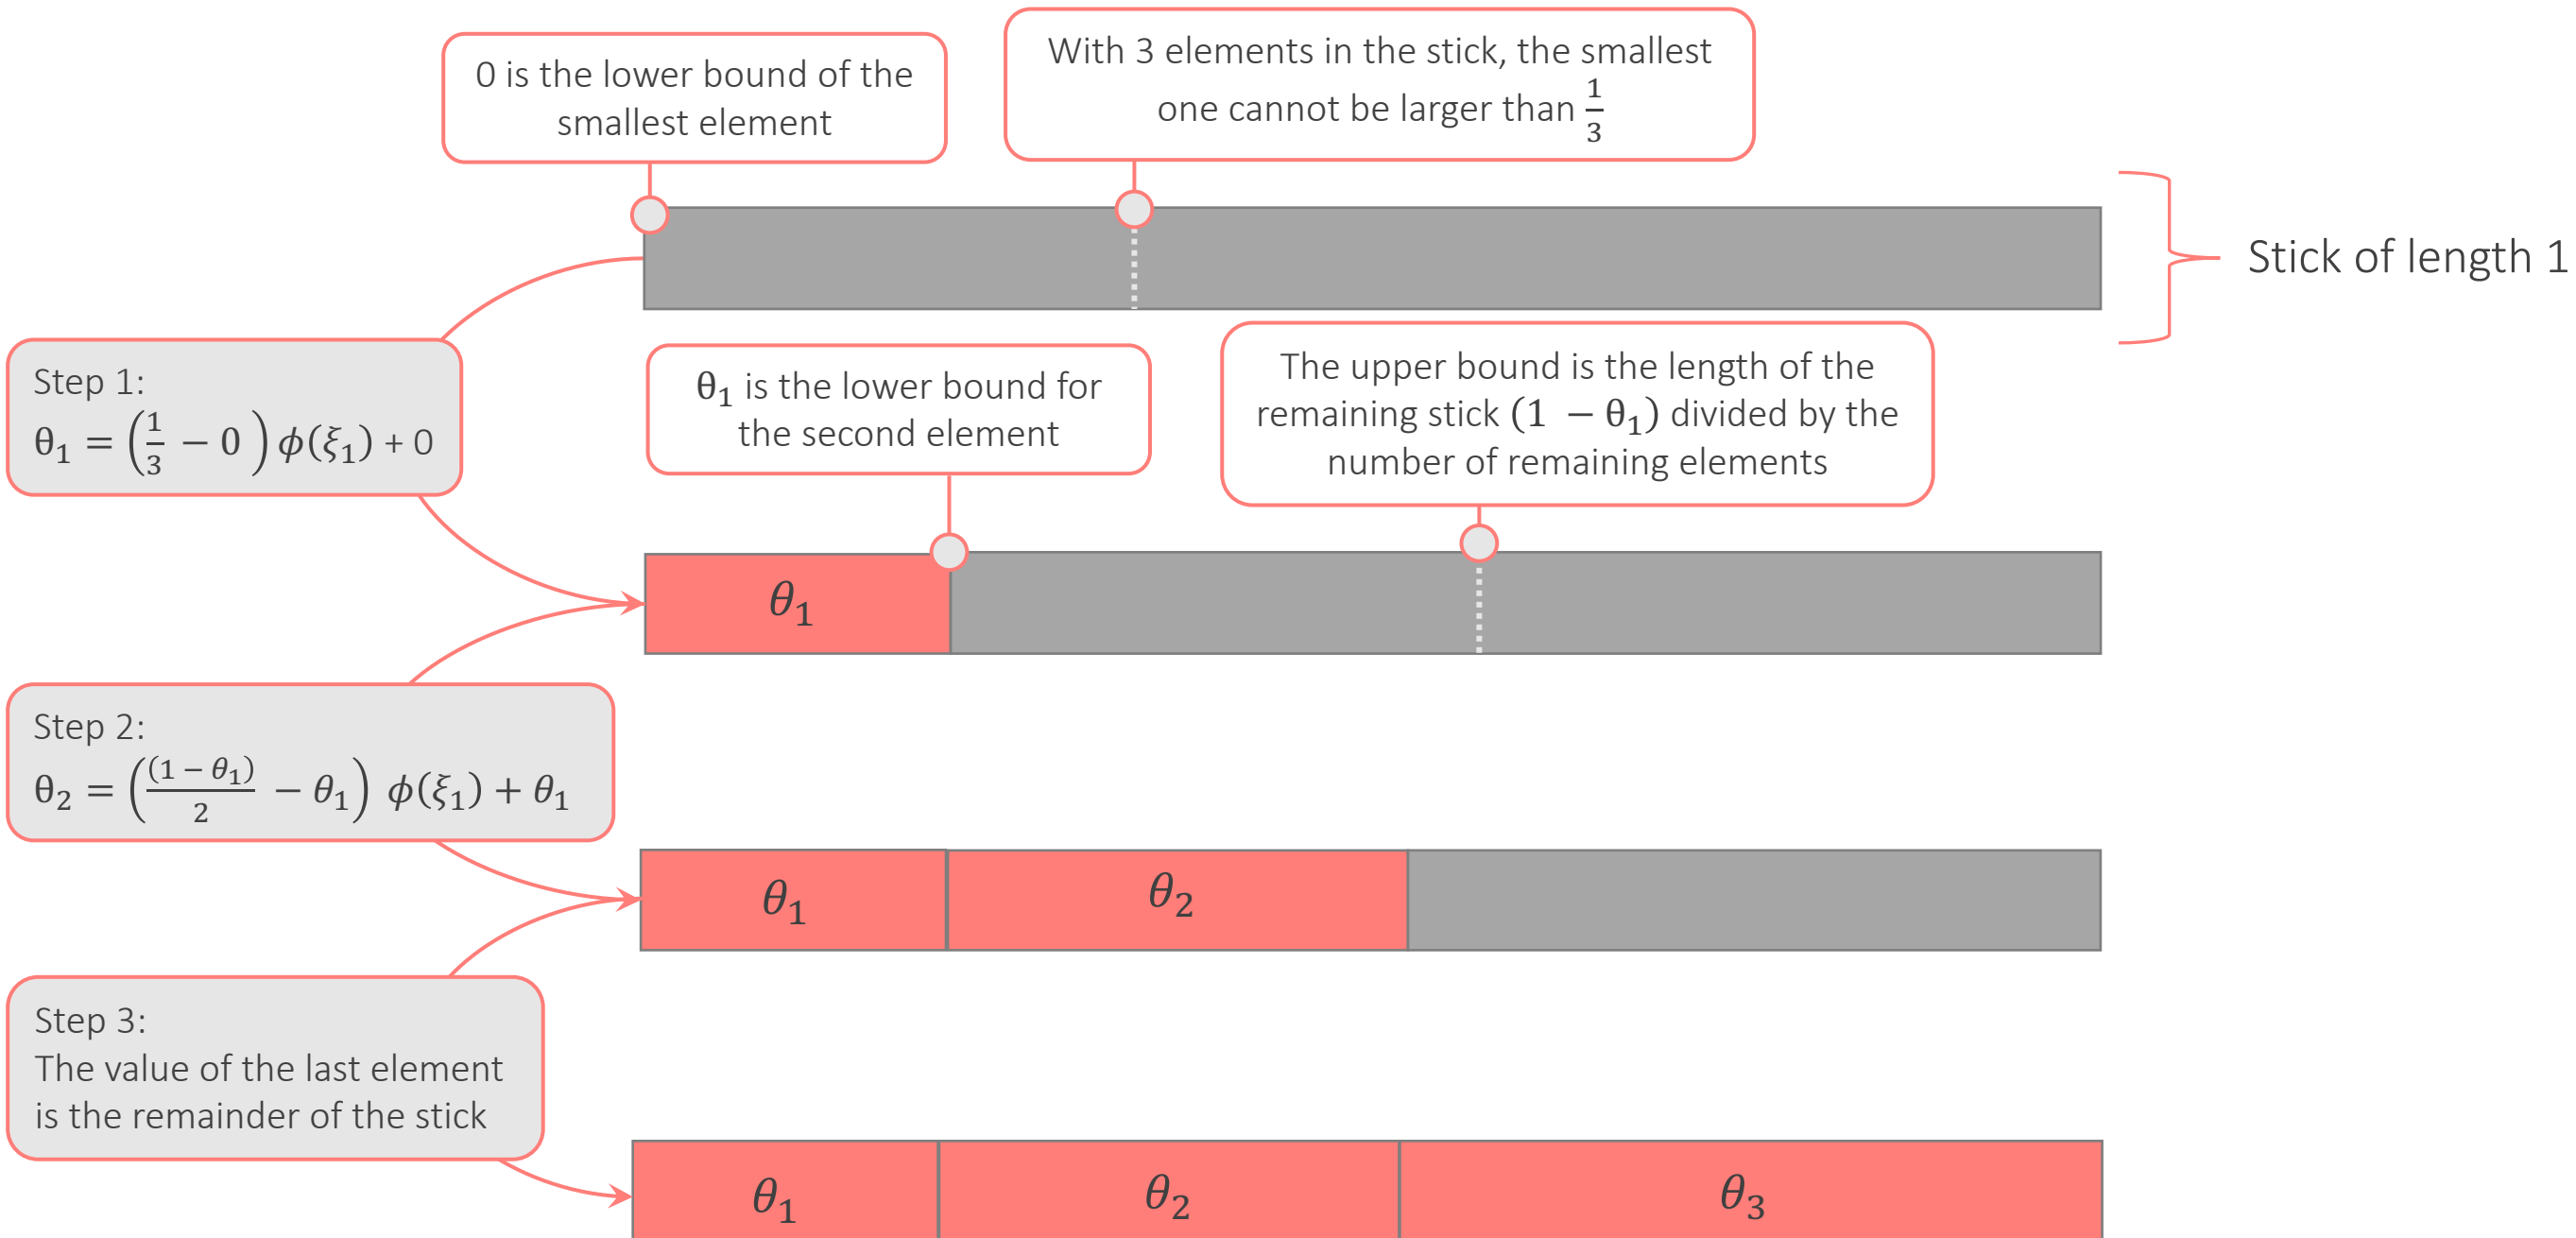 0 is the lower bound of the
smallest element
With 3 elements in the stick, the smallest
one cannot be larger than 1/3
Stick of length 1
Step 1:
θ₁ = (1/3 − 0) ϕ(ξ₁) + 0
θ₁ is the lower bound for
the second element
The upper bound is the length of the
remaining stick (1 − θ₁) divided by the
number of remaining elements
θ₁
Step 2:
θ₂ = ((1 − θ₁)/2 − θ₁) ϕ(ξ₁) + θ₁
θ₁ θ₂
Step 3:
The value of the last element
is the remainder of the stick
θ₁ θ₂ θ₃